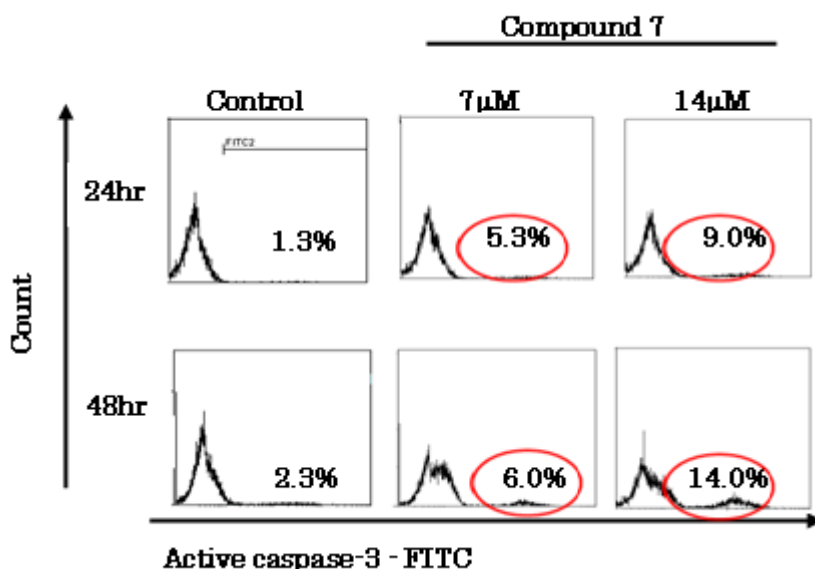 Compound 7
Control 7μM 14μM
FITC2
24hr
1.3% 5.3% 9.0%
Count
48hr
2.3% 6.0% 14.0%
Active caspase-3 - FITC